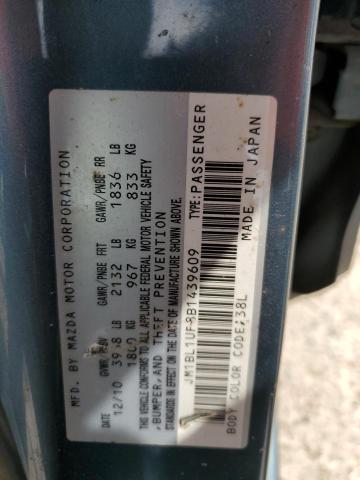 MFD. BY MAZDA MOTOR CORPORATION
DATE GVWR/PNBV GAWR/PNBE FRT GAWR/PNBE RR
12/10 LB 2132 LB 1836 LB
KG 967 KG 833 KG
THIS VEHICLE CONFORMS TO ALL APPLICABLE FEDERAL MOTOR VEHICLE SAFETY
, BUMPER, AND THEFT PREVENTION
STANDARDS IN EFFECT ON THE DATE OF MANUFACTURE SHOWN ABOVE.
JM1BL1UF8B1439609 TYPE:PASSENGER
BODY COLOR CODE:38L MADE IN JAPAN